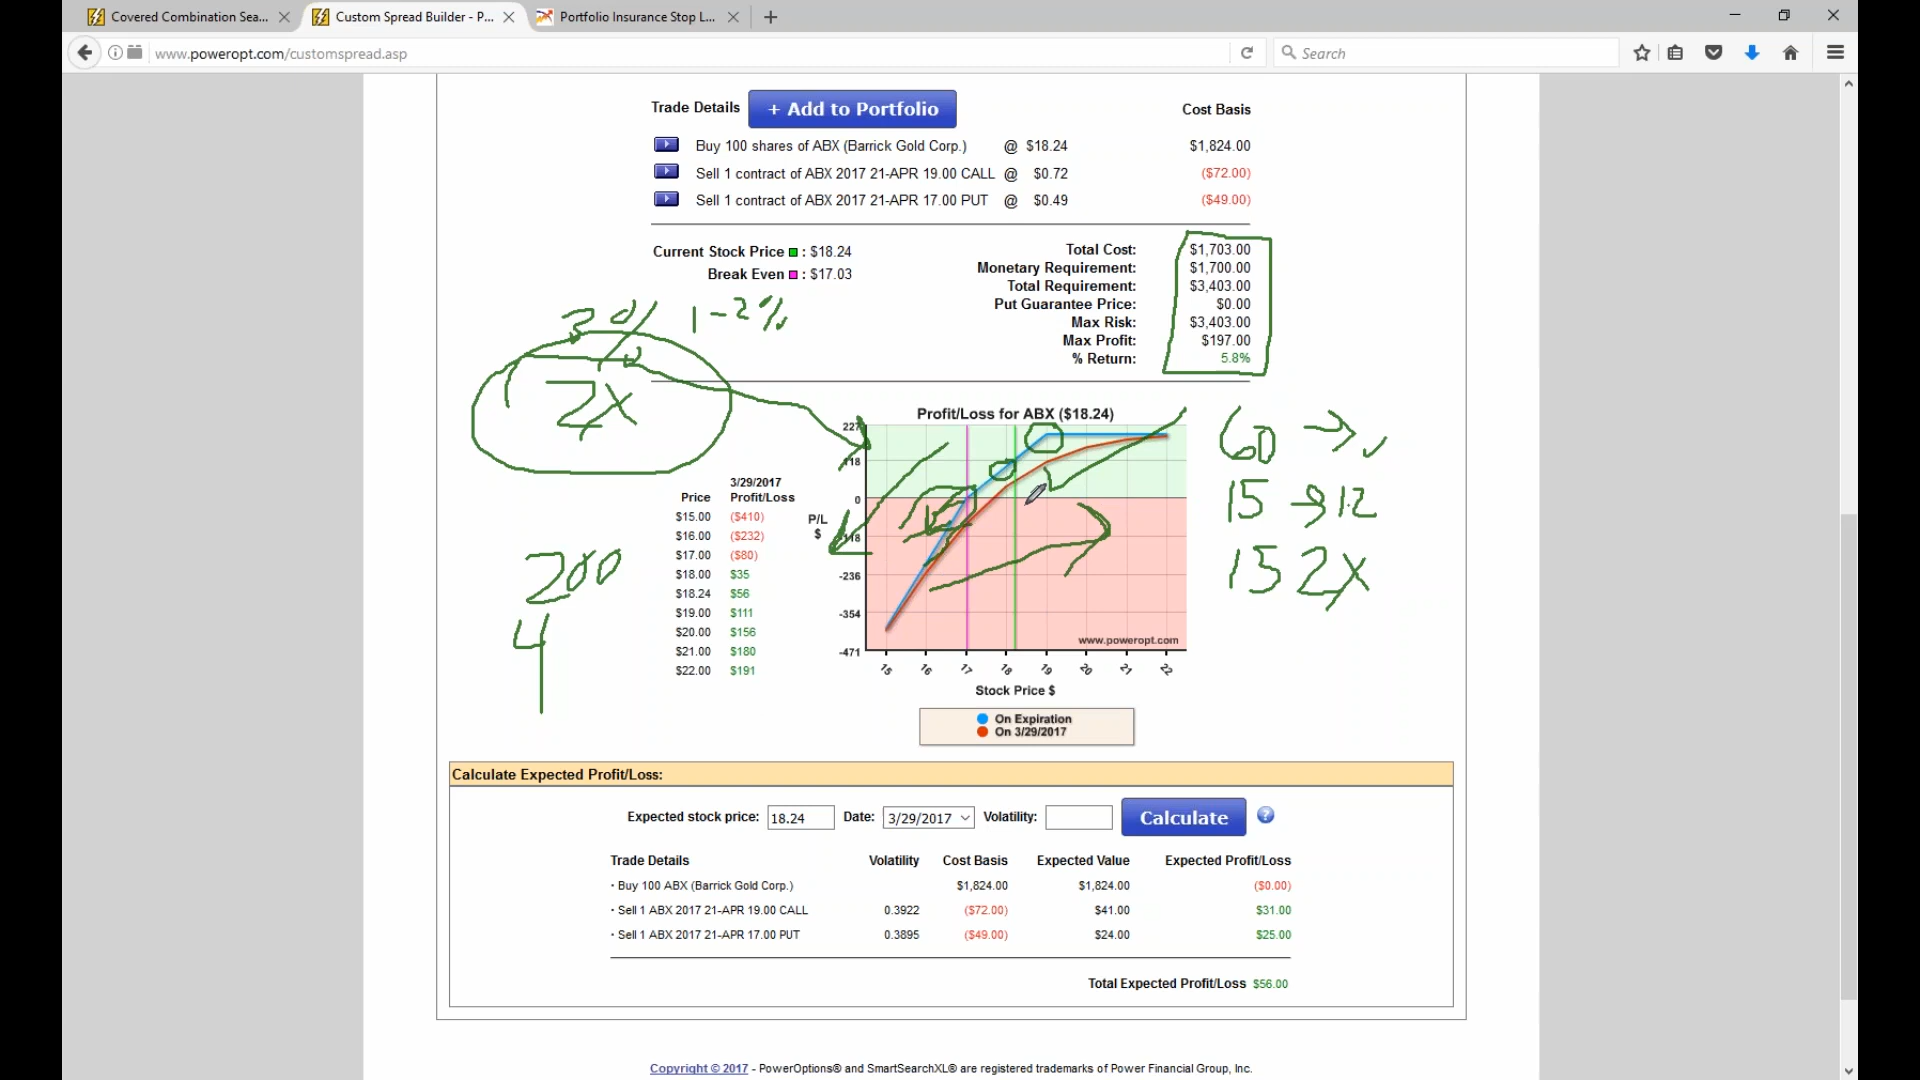 Covered Combination Sea...
Custom Spread Builder - P...
Portfolio Insurance Stop L...
www.poweropt.com/customspread.asp
Search
Trade Details + Add to Portfolio Cost Basis
Buy 100 shares of ABX (Barrick Gold Corp.) @ $18.24 $1,824.00
Sell 1 contract of ABX 2017 21-APR 19.00 CALL @ $0.72 ($72.00)
Sell 1 contract of ABX 2017 21-APR 17.00 PUT @ $0.49 ($49.00)
Current Stock Price : $18.24
Break Even : $17.03
Total Cost: $1,703.00
Monetary Requirement: $1,700.00
Total Requirement: $3,403.00
Put Guarantee Price: $0.00
Max Risk: $3,403.00
Max Profit: $197.00
% Return: 5.8%
1-2%
2x
200
4
60 →
15 → 12
15 2x
3/29/2017
Price Profit/Loss
$15.00 ($410)
$16.00 ($232)
$17.00 ($80)
$18.00 $35
$18.24 $56
$19.00 $111
$20.00 $156
$21.00 $180
$22.00 $191
Profit/Loss for ABX ($18.24)
P/L
$
227
118
0
-118
-236
-354
-471
www.poweropt.com
15 16 17 18 19 20 21 22
Stock Price $
On Expiration
On 3/29/2017
Calculate Expected Profit/Loss:
Expected stock price: 18.24 Date: 3/29/2017 Volatility: Calculate ?
Trade Details Volatility Cost Basis Expected Value Expected Profit/Loss
· Buy 100 ABX (Barrick Gold Corp.) $1,824.00 $1,824.00 ($0.00)
· Sell 1 ABX 2017 21-APR 19.00 CALL 0.3922 ($72.00) $41.00 $31.00
· Sell 1 ABX 2017 21-APR 17.00 PUT 0.3895 ($49.00) $24.00 $25.00
Total Expected Profit/Loss $56.00
Copyright © 2017 - PowerOptions® and SmartSearchXL® are registered trademarks of Power Financial Group, Inc.